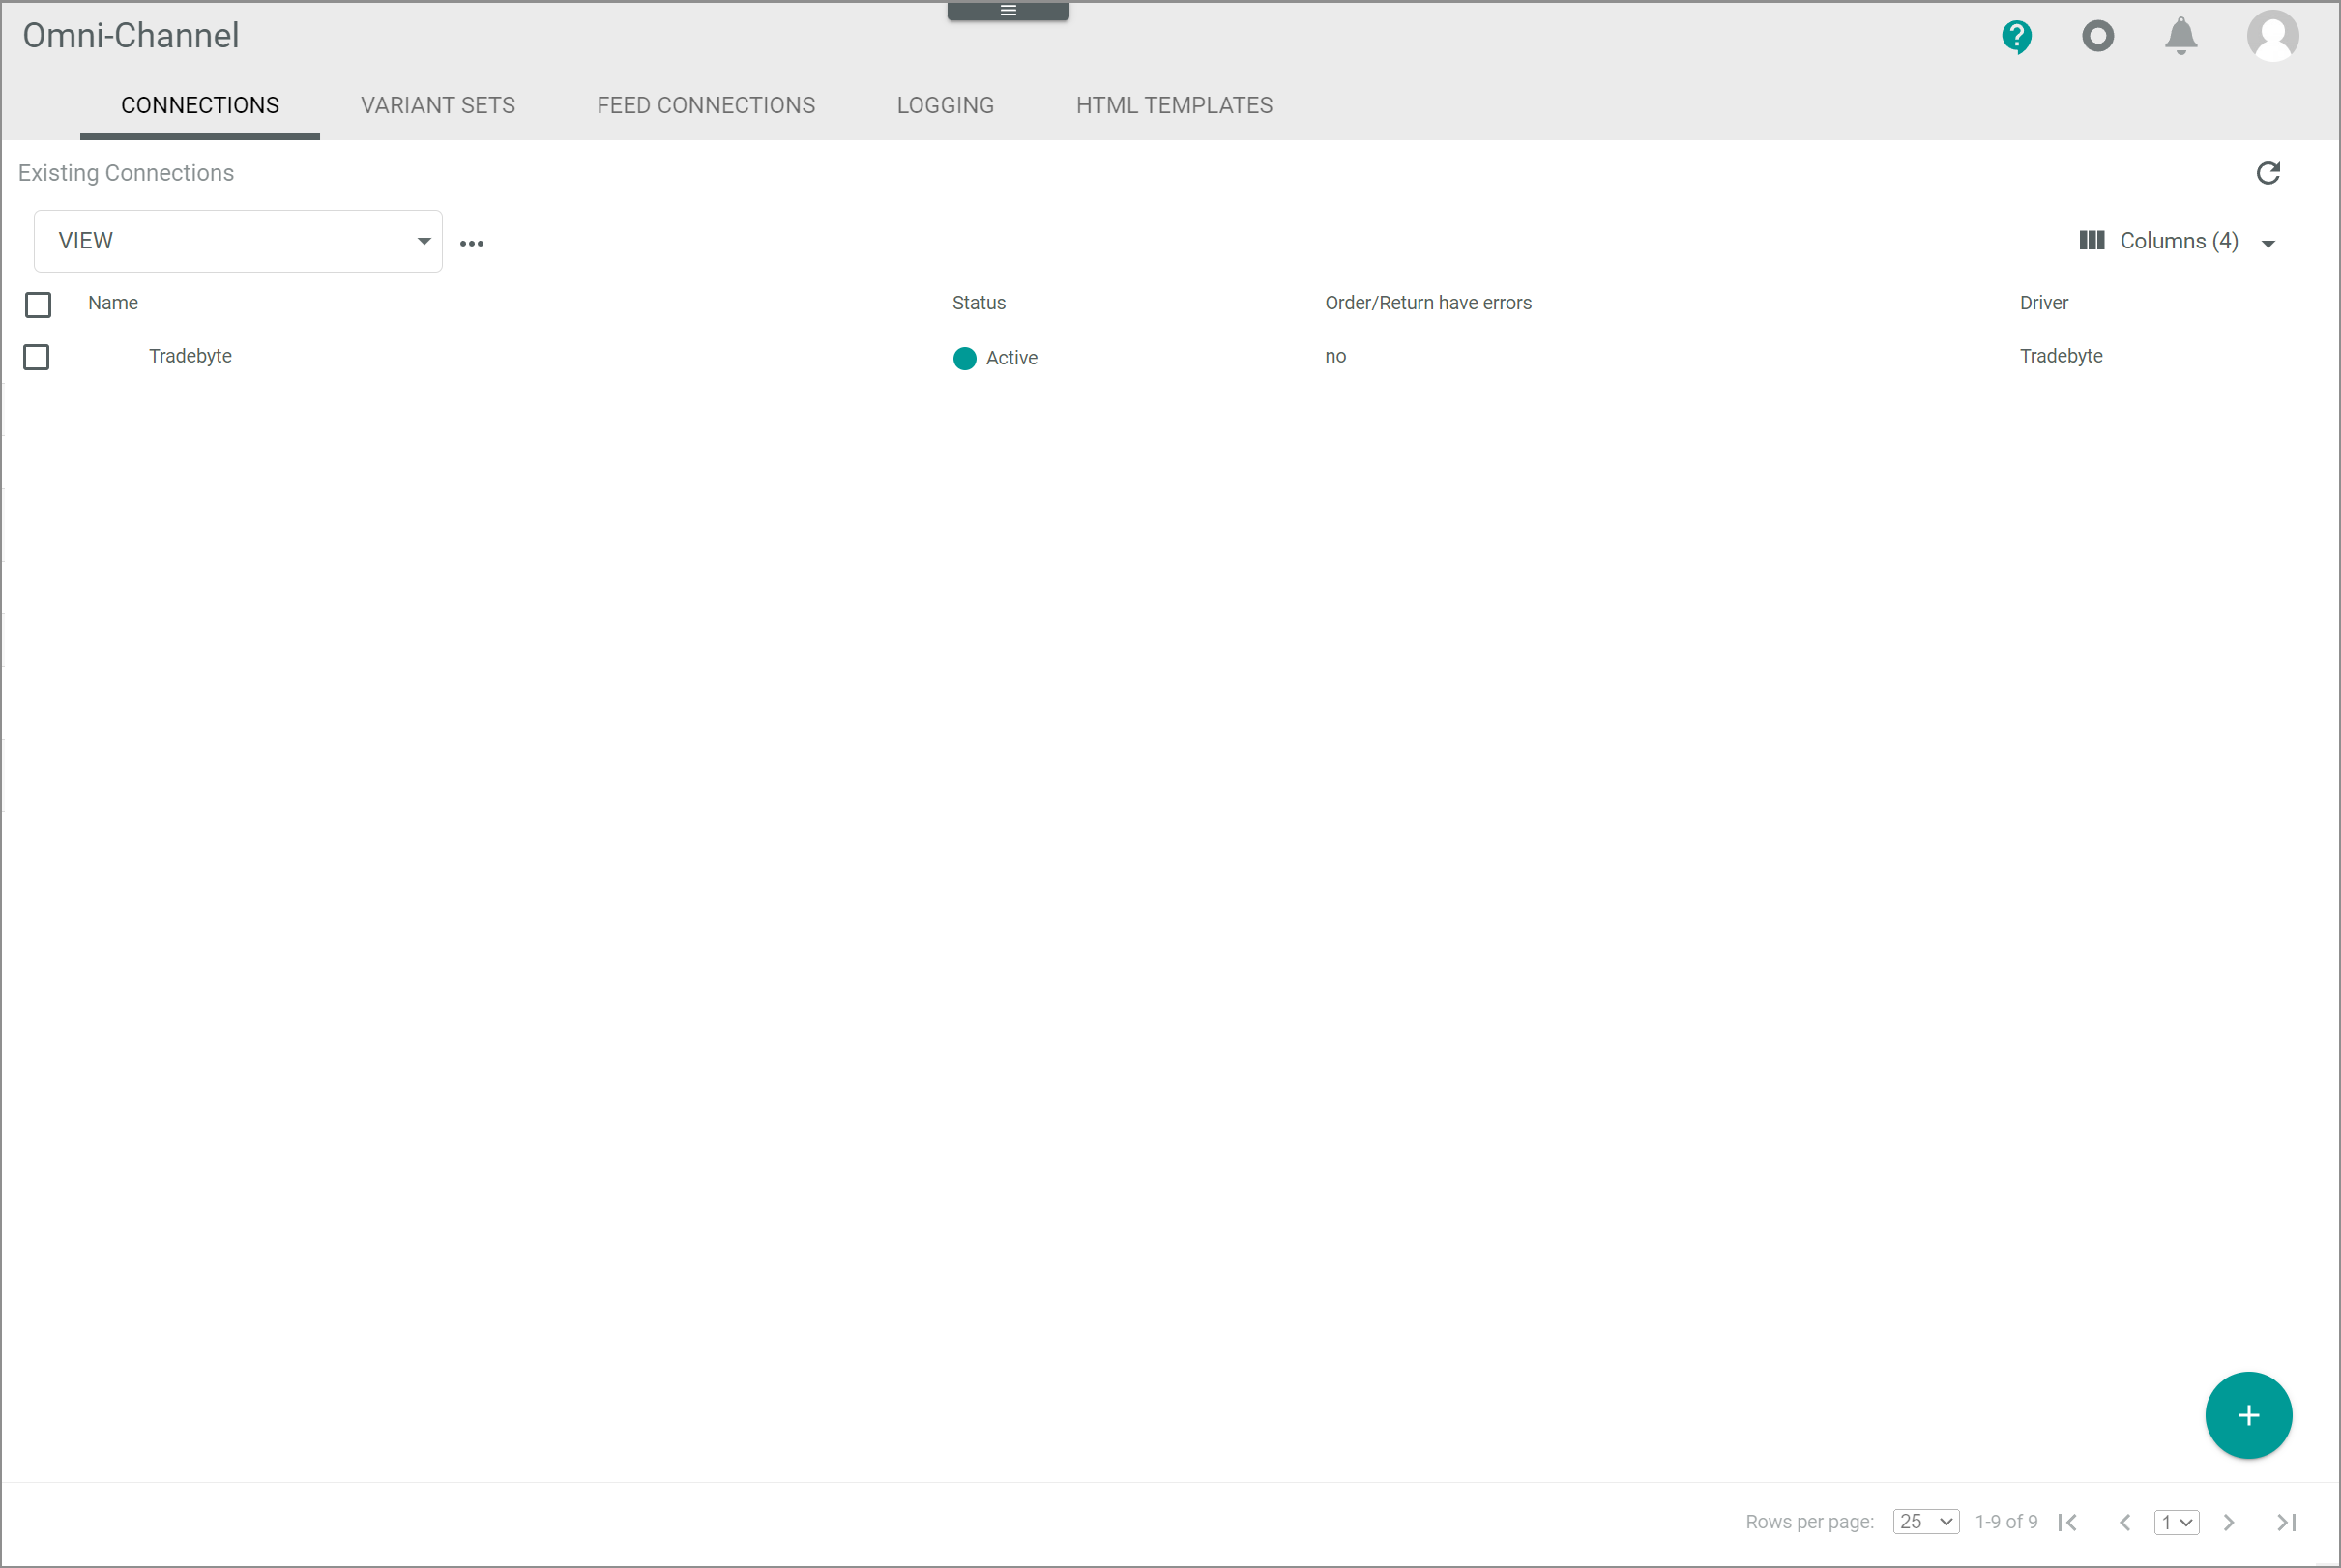 Omni-Channel
CONNECTIONS VARIANT SETS FEED CONNECTIONS LOGGING HTML TEMPLATES
Existing Connections
VIEW Columns (4)
Name Status Order/Return have errors Driver
Tradebyte Active no Tradebyte
Rows per page: 25 1-9 of 9 1